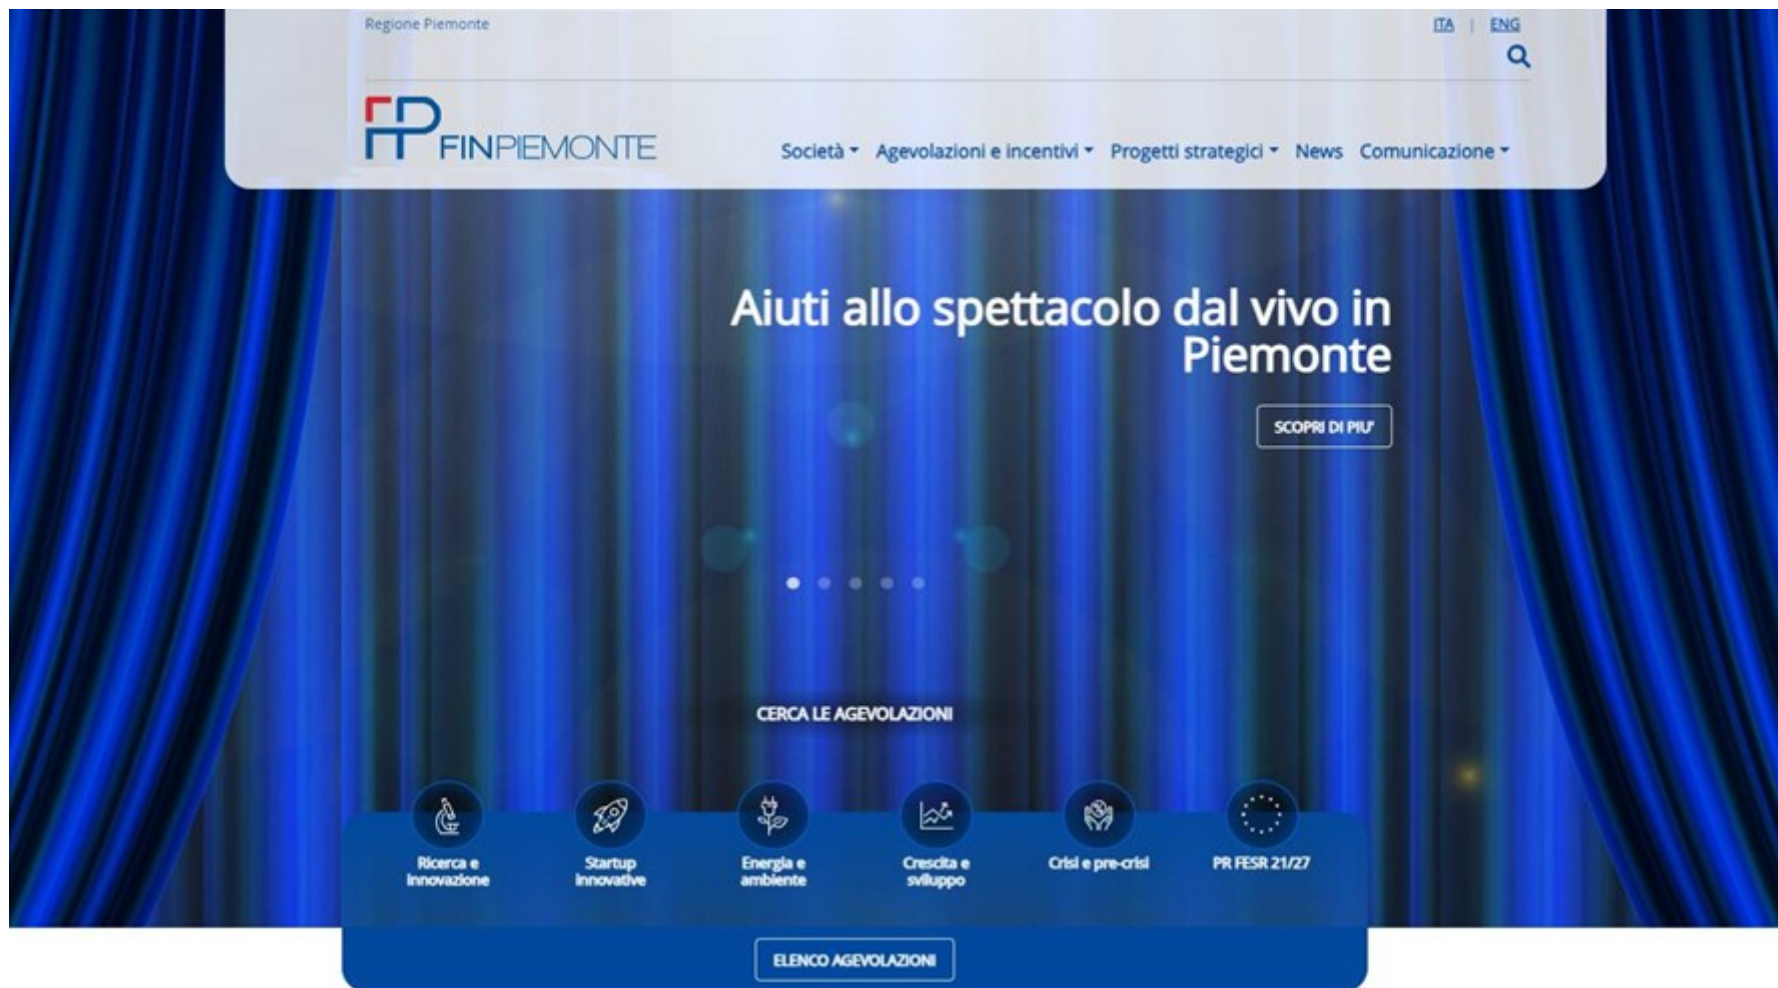 Regione Piemonte
ITA | ENG
FINPIEMONTE
Società Agevolazioni e incentivi Progetti strategici News Comunicazione
Aiuti allo spettacolo dal vivo in
Piemonte
SCOPRI DI PIU'
CERCA LE AGEVOLAZIONI
Ricerca e
innovazione
Startup
innovative
Energia e
ambiente
Crescita e
sviluppo
Crisi e pre-crisi
PR FESR 21/27
ELENCO AGEVOLAZIONI